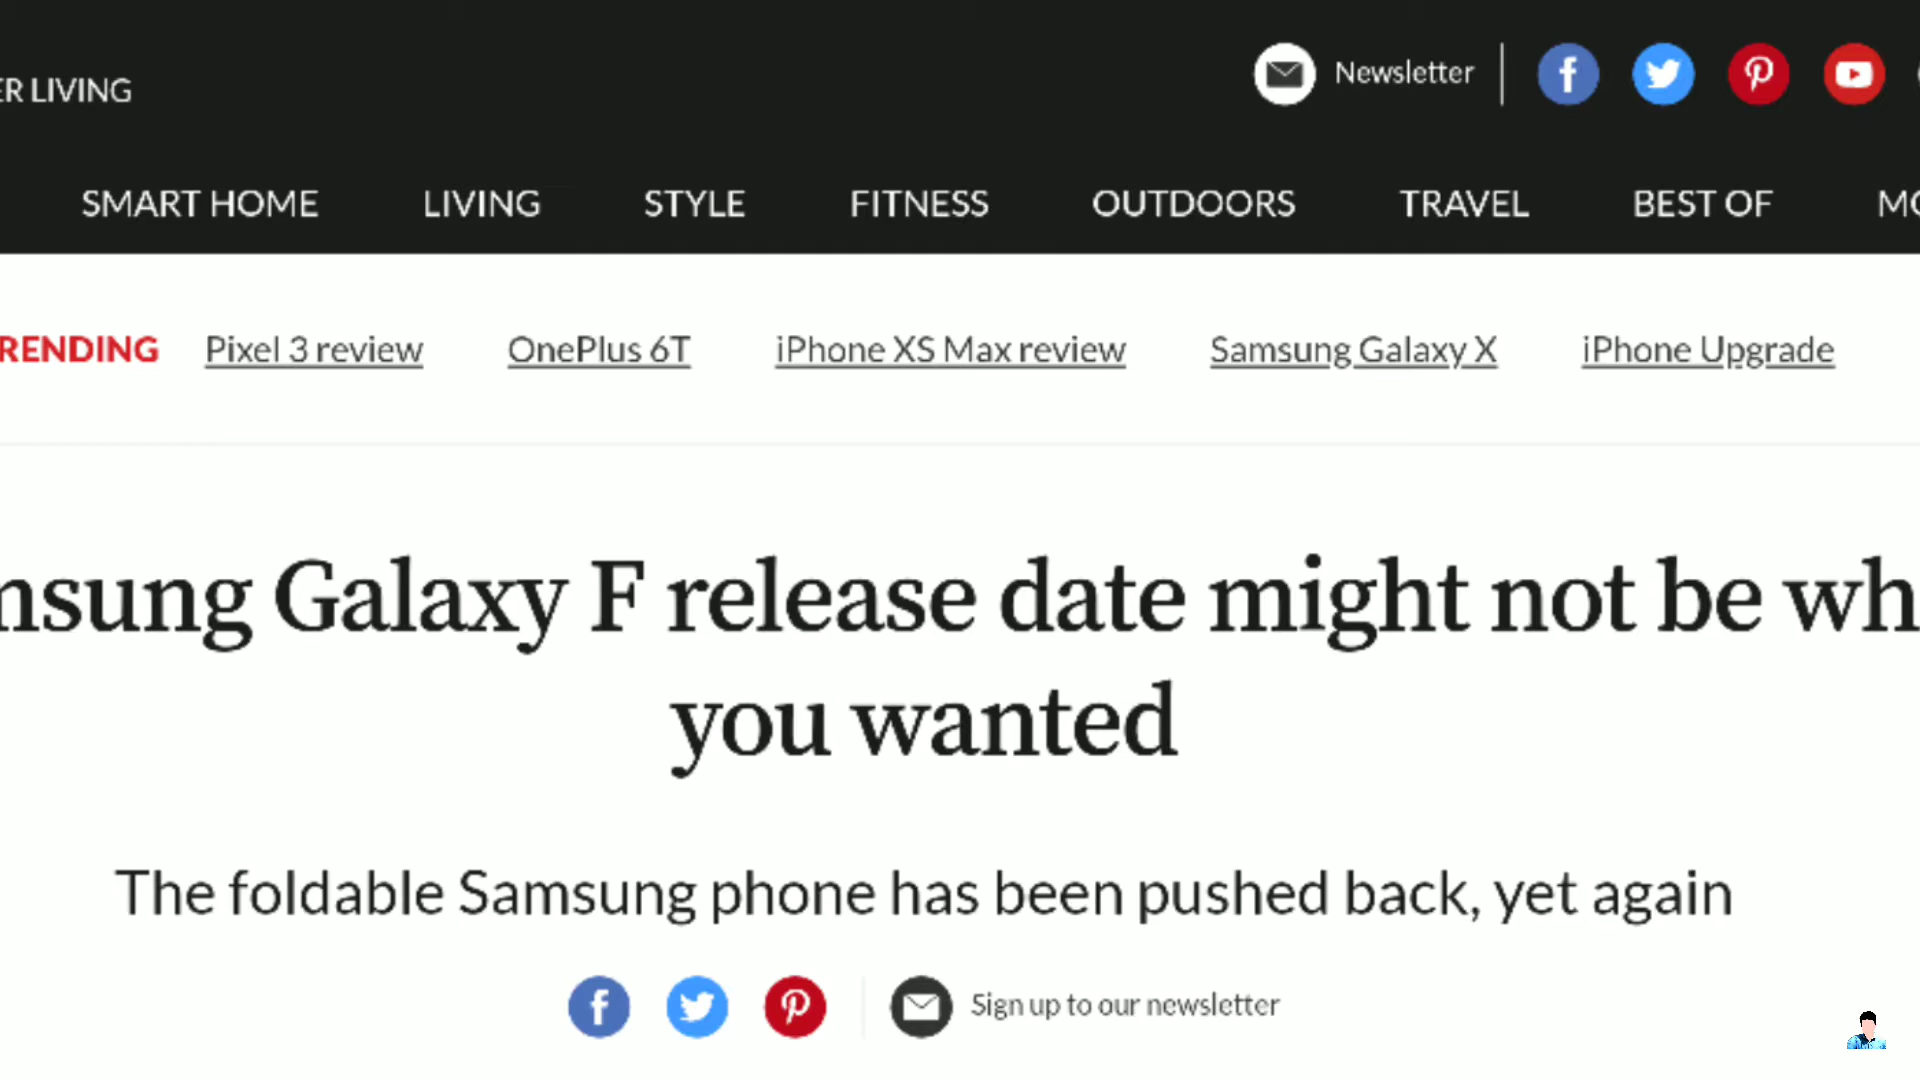 ER LIVING
Newsletter
SMART HOME LIVING STYLE FITNESS OUTDOORS TRAVEL BEST OF MO
RENDING Pixel 3 review OnePlus 6T iPhone XS Max review Samsung Galaxy X iPhone Upgrade
msung Galaxy F release date might not be wh
you wanted
The foldable Samsung phone has been pushed back, yet again
Sign up to our newsletter